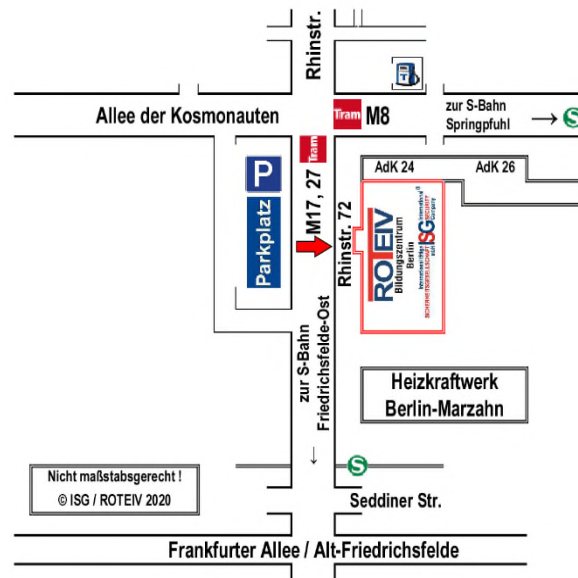 Rhinstr.
Allee der Kosmonauten
Tram M8
zur S-Bahn
Springpfuhl
→ S
Tram
M17, 27
P
Parkplatz
AdK 24
AdK 26
Rhinstr. 72
ROTEIV
Bildungszentrum
Berlin
ISG
SECURITY
zur S-Bahn
Friedrichsfelde-Ost
→
Heizkraftwerk
Berlin-Marzahn
S
Nicht maßstabsgerecht !
© ISG / ROTEIV 2020
Seddiner Str.
Frankfurter Allee / Alt-Friedrichsfelde